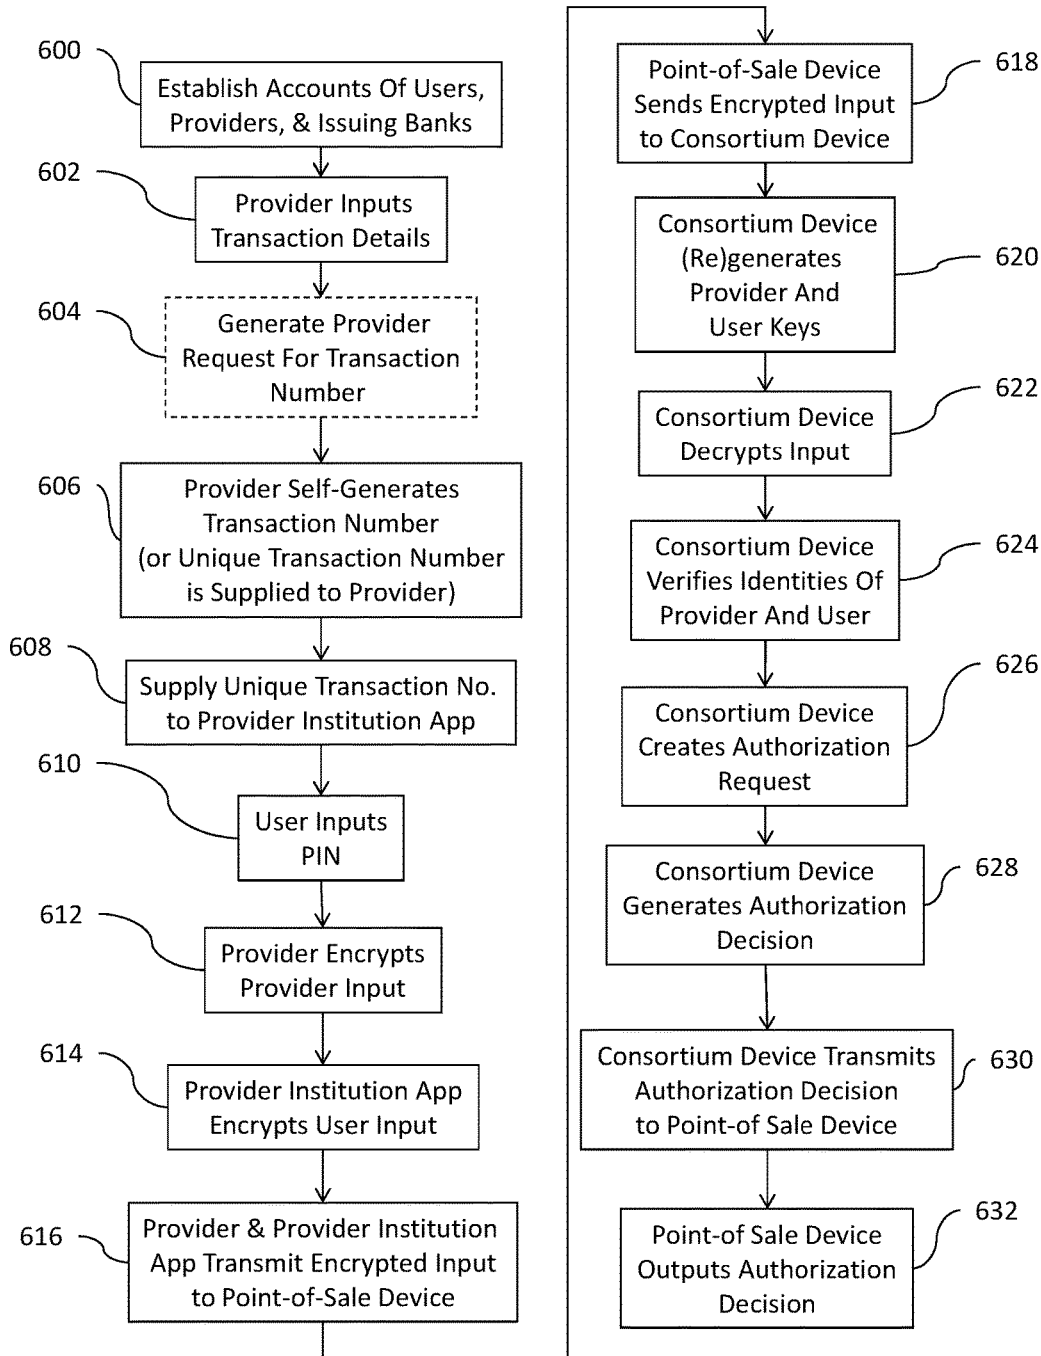 600
Establish Accounts Of Users,
Providers, & Issuing Banks
602
Provider Inputs
Transaction Details
604
Generate Provider
Request For Transaction
Number
606
Provider Self-Generates
Transaction Number
(or Unique Transaction Number
is Supplied to Provider)
608
Supply Unique Transaction No.
to Provider Institution App
610
User Inputs
PIN
612
Provider Encrypts
Provider Input
614
Provider Institution App
Encrypts User Input
616
Provider & Provider Institution
App Transmit Encrypted Input
to Point-of-Sale Device
618
Point-of-Sale Device
Sends Encrypted Input
to Consortium Device
620
Consortium Device
(Re)generates
Provider And
User Keys
622
Consortium Device
Decrypts Input
624
Consortium Device
Verifies Identities Of
Provider And User
626
Consortium Device
Creates Authorization
Request
628
Consortium Device
Generates Authorization
Decision
630
Consortium Device Transmits
Authorization Decision
to Point-of Sale Device
632
Point-of Sale Device
Outputs Authorization
Decision